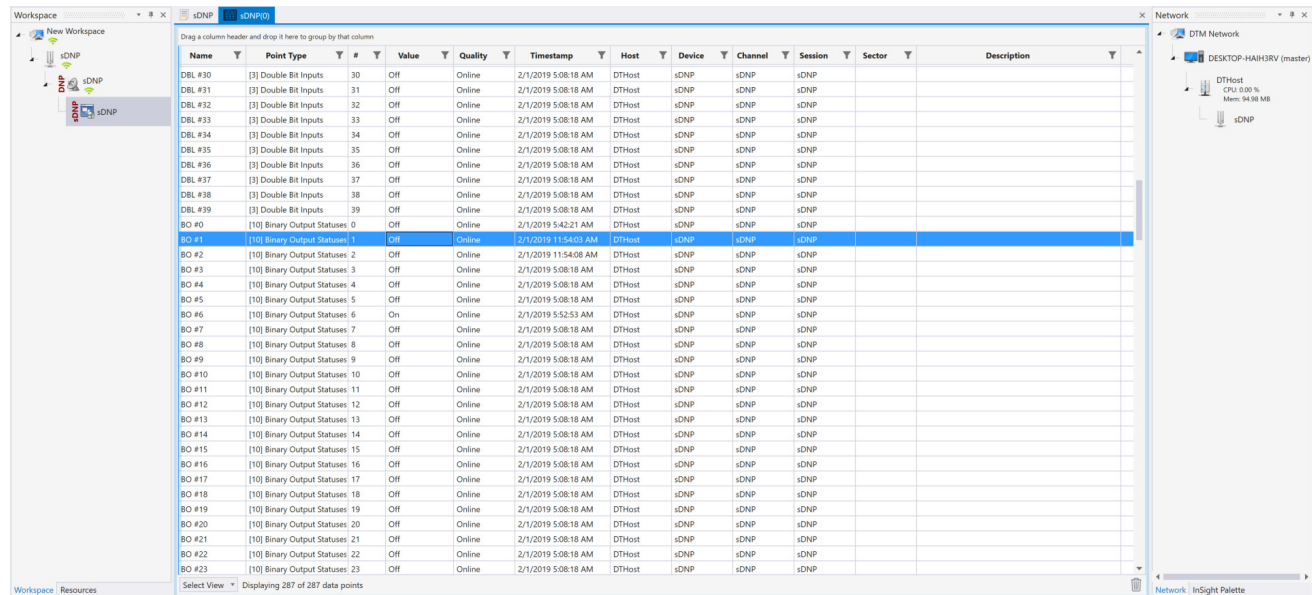 Workspace
sDNP
sDNP(0)
Network
New Workspace
sDNP
DNP
sDNP
sDNP
sDNP
Drag a column header and drop it here to group by that column
Name Point Type # Value Quality Timestamp Host Device Channel Session Sector Description
DBL #30 [3] Double Bit Inputs 30 Off Online 2/1/2019 5:08:18 AM DTHost sDNP sDNP sDNP
DBL #31 [3] Double Bit Inputs 31 Off Online 2/1/2019 5:08:18 AM DTHost sDNP sDNP sDNP
DBL #32 [3] Double Bit Inputs 32 Off Online 2/1/2019 5:08:18 AM DTHost sDNP sDNP sDNP
DBL #33 [3] Double Bit Inputs 33 Off Online 2/1/2019 5:08:18 AM DTHost sDNP sDNP sDNP
DBL #34 [3] Double Bit Inputs 34 Off Online 2/1/2019 5:08:18 AM DTHost sDNP sDNP sDNP
DBL #35 [3] Double Bit Inputs 35 Off Online 2/1/2019 5:08:18 AM DTHost sDNP sDNP sDNP
DBL #36 [3] Double Bit Inputs 36 Off Online 2/1/2019 5:08:18 AM DTHost sDNP sDNP sDNP
DBL #37 [3] Double Bit Inputs 37 Off Online 2/1/2019 5:08:18 AM DTHost sDNP sDNP sDNP
DBL #38 [3] Double Bit Inputs 38 Off Online 2/1/2019 5:08:18 AM DTHost sDNP sDNP sDNP
DBL #39 [3] Double Bit Inputs 39 Off Online 2/1/2019 5:08:18 AM DTHost sDNP sDNP sDNP
BO #0 [10] Binary Output Statuses 0 Off Online 2/1/2019 5:42:21 AM DTHost sDNP sDNP sDNP
BO #1 [10] Binary Output Statuses 1 Off Online 2/1/2019 11:54:03 AM DTHost sDNP sDNP sDNP
BO #2 [10] Binary Output Statuses 2 Off Online 2/1/2019 11:54:08 AM DTHost sDNP sDNP sDNP
BO #3 [10] Binary Output Statuses 3 Off Online 2/1/2019 5:08:18 AM DTHost sDNP sDNP sDNP
BO #4 [10] Binary Output Statuses 4 Off Online 2/1/2019 5:08:18 AM DTHost sDNP sDNP sDNP
BO #5 [10] Binary Output Statuses 5 Off Online 2/1/2019 5:08:18 AM DTHost sDNP sDNP sDNP
BO #6 [10] Binary Output Statuses 6 On Online 2/1/2019 5:52:53 AM DTHost sDNP sDNP sDNP
BO #7 [10] Binary Output Statuses 7 Off Online 2/1/2019 5:08:18 AM DTHost sDNP sDNP sDNP
BO #8 [10] Binary Output Statuses 8 Off Online 2/1/2019 5:08:18 AM DTHost sDNP sDNP sDNP
BO #9 [10] Binary Output Statuses 9 Off Online 2/1/2019 5:08:18 AM DTHost sDNP sDNP sDNP
BO #10 [10] Binary Output Statuses 10 Off Online 2/1/2019 5:08:18 AM DTHost sDNP sDNP sDNP
BO #11 [10] Binary Output Statuses 11 Off Online 2/1/2019 5:08:18 AM DTHost sDNP sDNP sDNP
BO #12 [10] Binary Output Statuses 12 Off Online 2/1/2019 5:08:18 AM DTHost sDNP sDNP sDNP
BO #13 [10] Binary Output Statuses 13 Off Online 2/1/2019 5:08:18 AM DTHost sDNP sDNP sDNP
BO #14 [10] Binary Output Statuses 14 Off Online 2/1/2019 5:08:18 AM DTHost sDNP sDNP sDNP
BO #15 [10] Binary Output Statuses 15 Off Online 2/1/2019 5:08:18 AM DTHost sDNP sDNP sDNP
BO #16 [10] Binary Output Statuses 16 Off Online 2/1/2019 5:08:18 AM DTHost sDNP sDNP sDNP
BO #17 [10] Binary Output Statuses 17 Off Online 2/1/2019 5:08:18 AM DTHost sDNP sDNP sDNP
BO #18 [10] Binary Output Statuses 18 Off Online 2/1/2019 5:08:18 AM DTHost sDNP sDNP sDNP
BO #19 [10] Binary Output Statuses 19 Off Online 2/1/2019 5:08:18 AM DTHost sDNP sDNP sDNP
BO #20 [10] Binary Output Statuses 20 Off Online 2/1/2019 5:08:18 AM DTHost sDNP sDNP sDNP
BO #21 [10] Binary Output Statuses 21 Off Online 2/1/2019 5:08:18 AM DTHost sDNP sDNP sDNP
BO #22 [10] Binary Output Statuses 22 Off Online 2/1/2019 5:08:18 AM DTHost sDNP sDNP sDNP
BO #23 [10] Binary Output Statuses 23 Off Online 2/1/2019 5:08:18 AM DTHost sDNP sDNP sDNP
Select View Displaying 287 of 287 data points
DTM Network
DESKTOP-HAIH3RV (master)
DTHost
CPU: 0.00 %
Mem: 94.98 MB
sDNP
Workspace Resources
Network InSight Palette